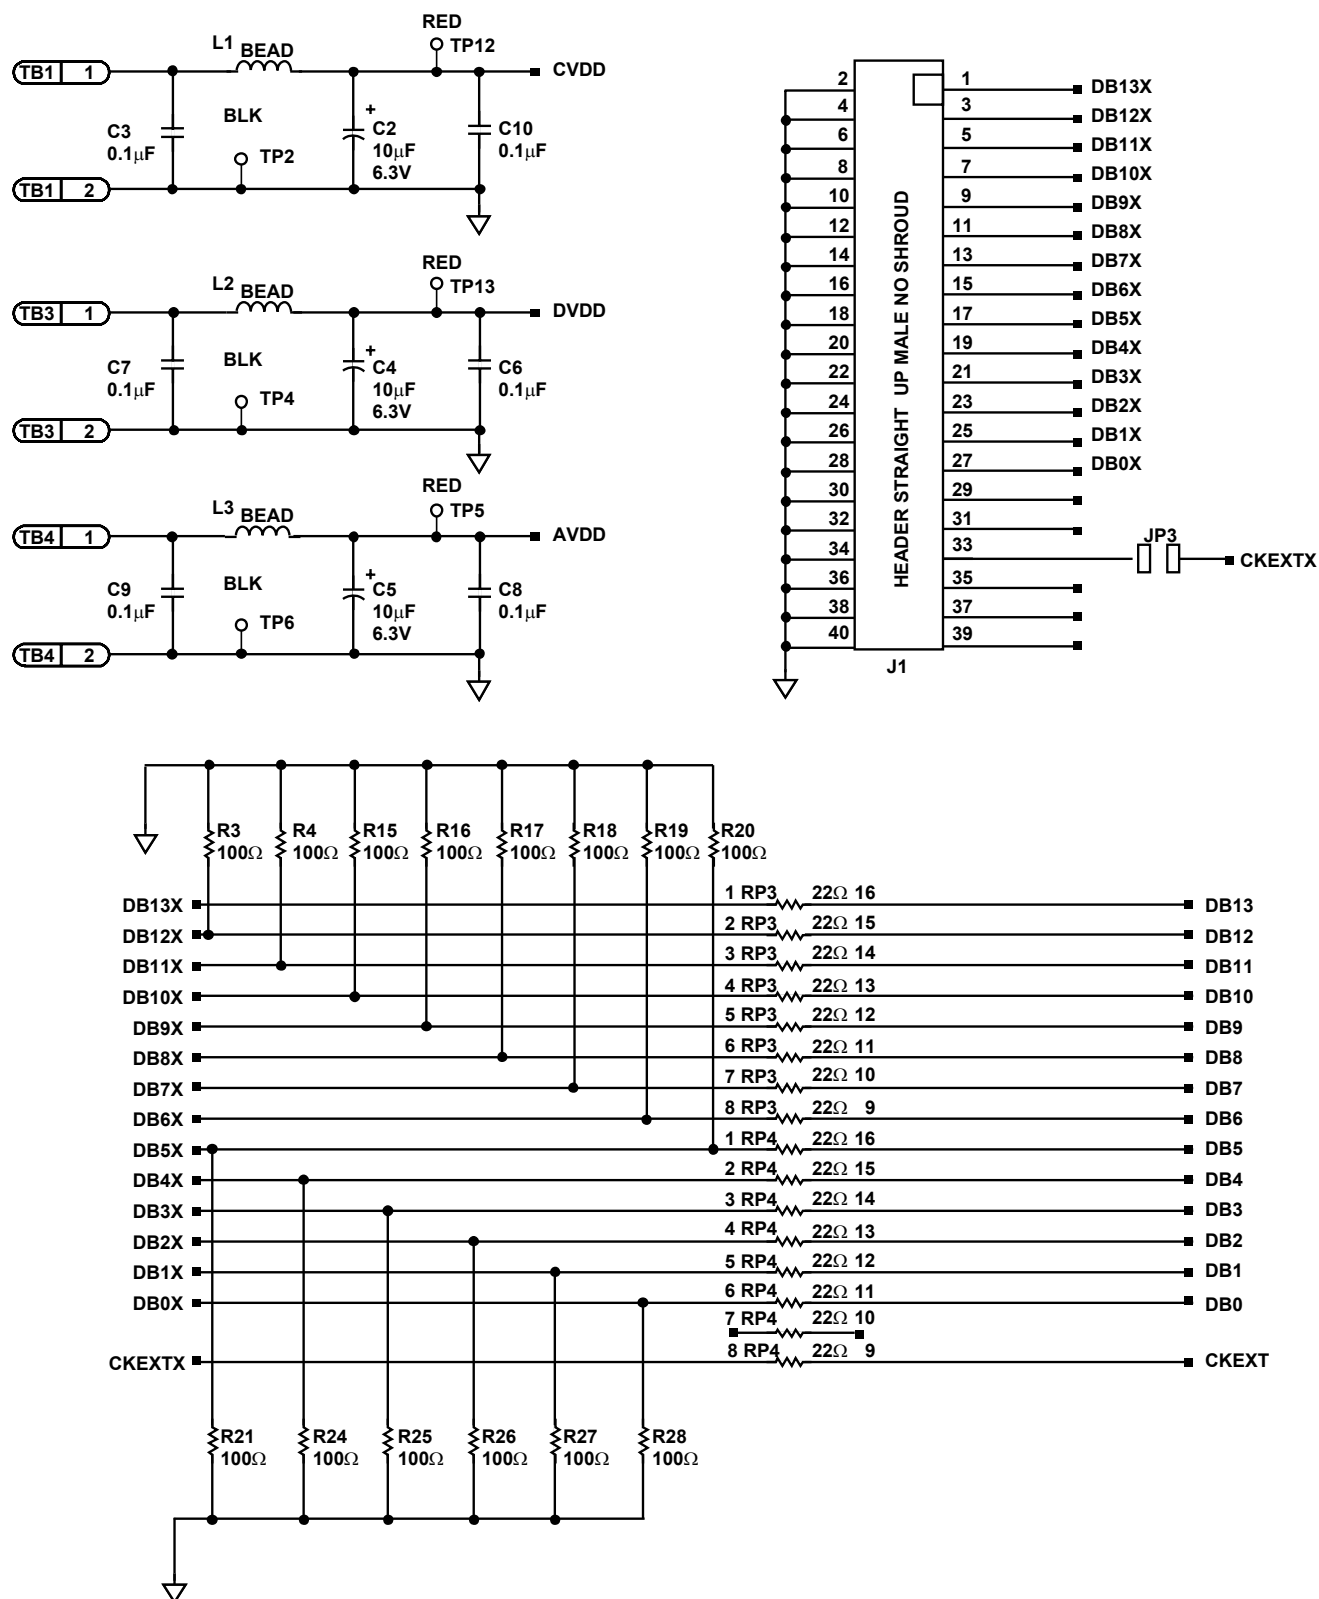 RED
L1 BEAD TP12
TB1 1 CVDD
BLK
C3 0.1µF
TP2
+ C2 10µF 6.3V
C10 0.1µF
TB1 2
RED
L2 BEAD TP13
TB3 1 DVDD
BLK
C7 0.1µF
TP4
+ C4 10µF 6.3V
C6 0.1µF
TB3 2
RED
L3 BEAD TP5
TB4 1 AVDD
BLK
C9 0.1µF
TP6
+ C5 10µF 6.3V
C8 0.1µF
TB4 2
2 1 DB13X
4 3 DB12X
6 5 DB11X
8 7 DB10X
10 9 DB9X
12 11 DB8X
14 13 DB7X
16 15 DB6X
18 17 DB5X
20 19 DB4X
22 21 DB3X
24 23 DB2X
26 25 DB1X
28 27 DB0X
30 29
32 31
34 33 JP3 CKEXTX
36 35
38 37
40 39
HEADER STRAIGHT UP MALE NO SHROUD
J1
R3 R4 R15 R16 R17 R18 R19 R20
100Ω 100Ω 100Ω 100Ω 100Ω 100Ω 100Ω 100Ω
DB13X 1 RP3 22Ω 16 DB13
DB12X 2 RP3 22Ω 15 DB12
DB11X 3 RP3 22Ω 14 DB11
DB10X 4 RP3 22Ω 13 DB10
DB9X 5 RP3 22Ω 12 DB9
DB8X 6 RP3 22Ω 11 DB8
DB7X 7 RP3 22Ω 10 DB7
DB6X 8 RP3 22Ω 9 DB6
DB5X 1 RP4 22Ω 16 DB5
DB4X 2 RP4 22Ω 15 DB4
DB3X 3 RP4 22Ω 14 DB3
DB2X 4 RP4 22Ω 13 DB2
DB1X 5 RP4 22Ω 12 DB1
DB0X 6 RP4 22Ω 11 DB0
7 RP4 22Ω 10
CKEXTX 8 RP4 22Ω 9 CKEXT
R21 R24 R25 R26 R27 R28
100Ω 100Ω 100Ω 100Ω 100Ω 100Ω